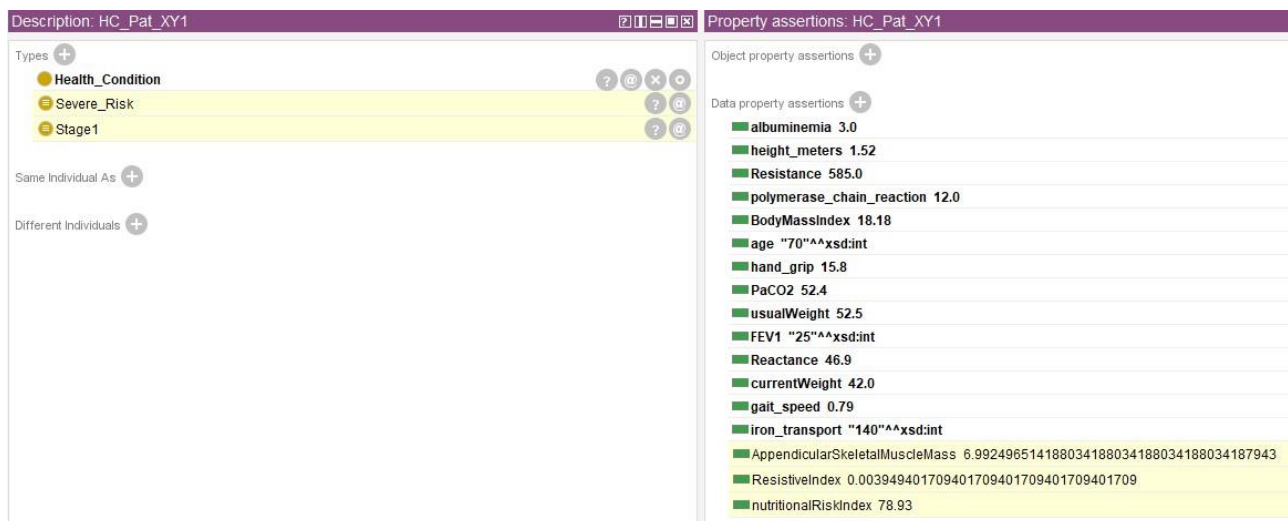 Description: HC_Pat_XY1
Types
Health_Condition
Severe_Risk
Stage1
Same Individual As
Different Individuals
Property assertions: HC_Pat_XY1
Object property assertions
Data property assertions
albuminemia 3.0
height_meters 1.52
Resistance 585.0
polymerase_chain_reaction 12.0
BodyMassIndex 18.18
age "70"^^xsd:int
hand_grip 15.8
PaCO2 52.4
usualWeight 52.5
FEV1 "25"^^xsd:int
Reactance 46.9
currentWeight 42.0
gait_speed 0.79
iron_transport "140"^^xsd:int
AppendicularSkeletalMuscleMass 6.992496514188034188034188034188034187943
ResistiveIndex 0.003949401709401709401709401709401709
nutritionalRiskIndex 78.93